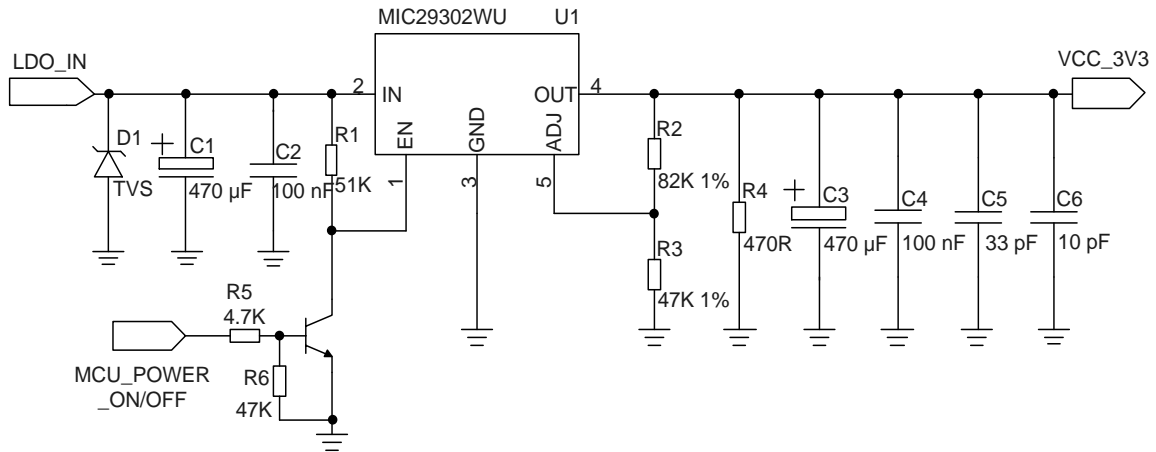 MIC29302WU U1
LDO_IN
VCC_3V3
2 IN
OUT 4
EN
GND
ADJ
1
3
5
D1
TVS
C1
470 µF
C2
100 nF
R1
51K
R2
82K 1%
R3
47K 1%
R4
470R
C3
470 µF
C4
100 nF
C5
33 pF
C6
10 pF
R5
4.7K
MCU_POWER
_ON/OFF
R6
47K